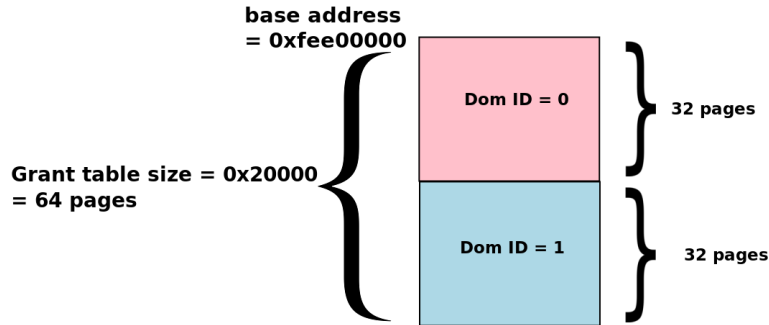 base address
= 0xfee00000
Dom ID = 0
32 pages
Grant table size = 0x20000
= 64 pages
Dom ID = 1
32 pages